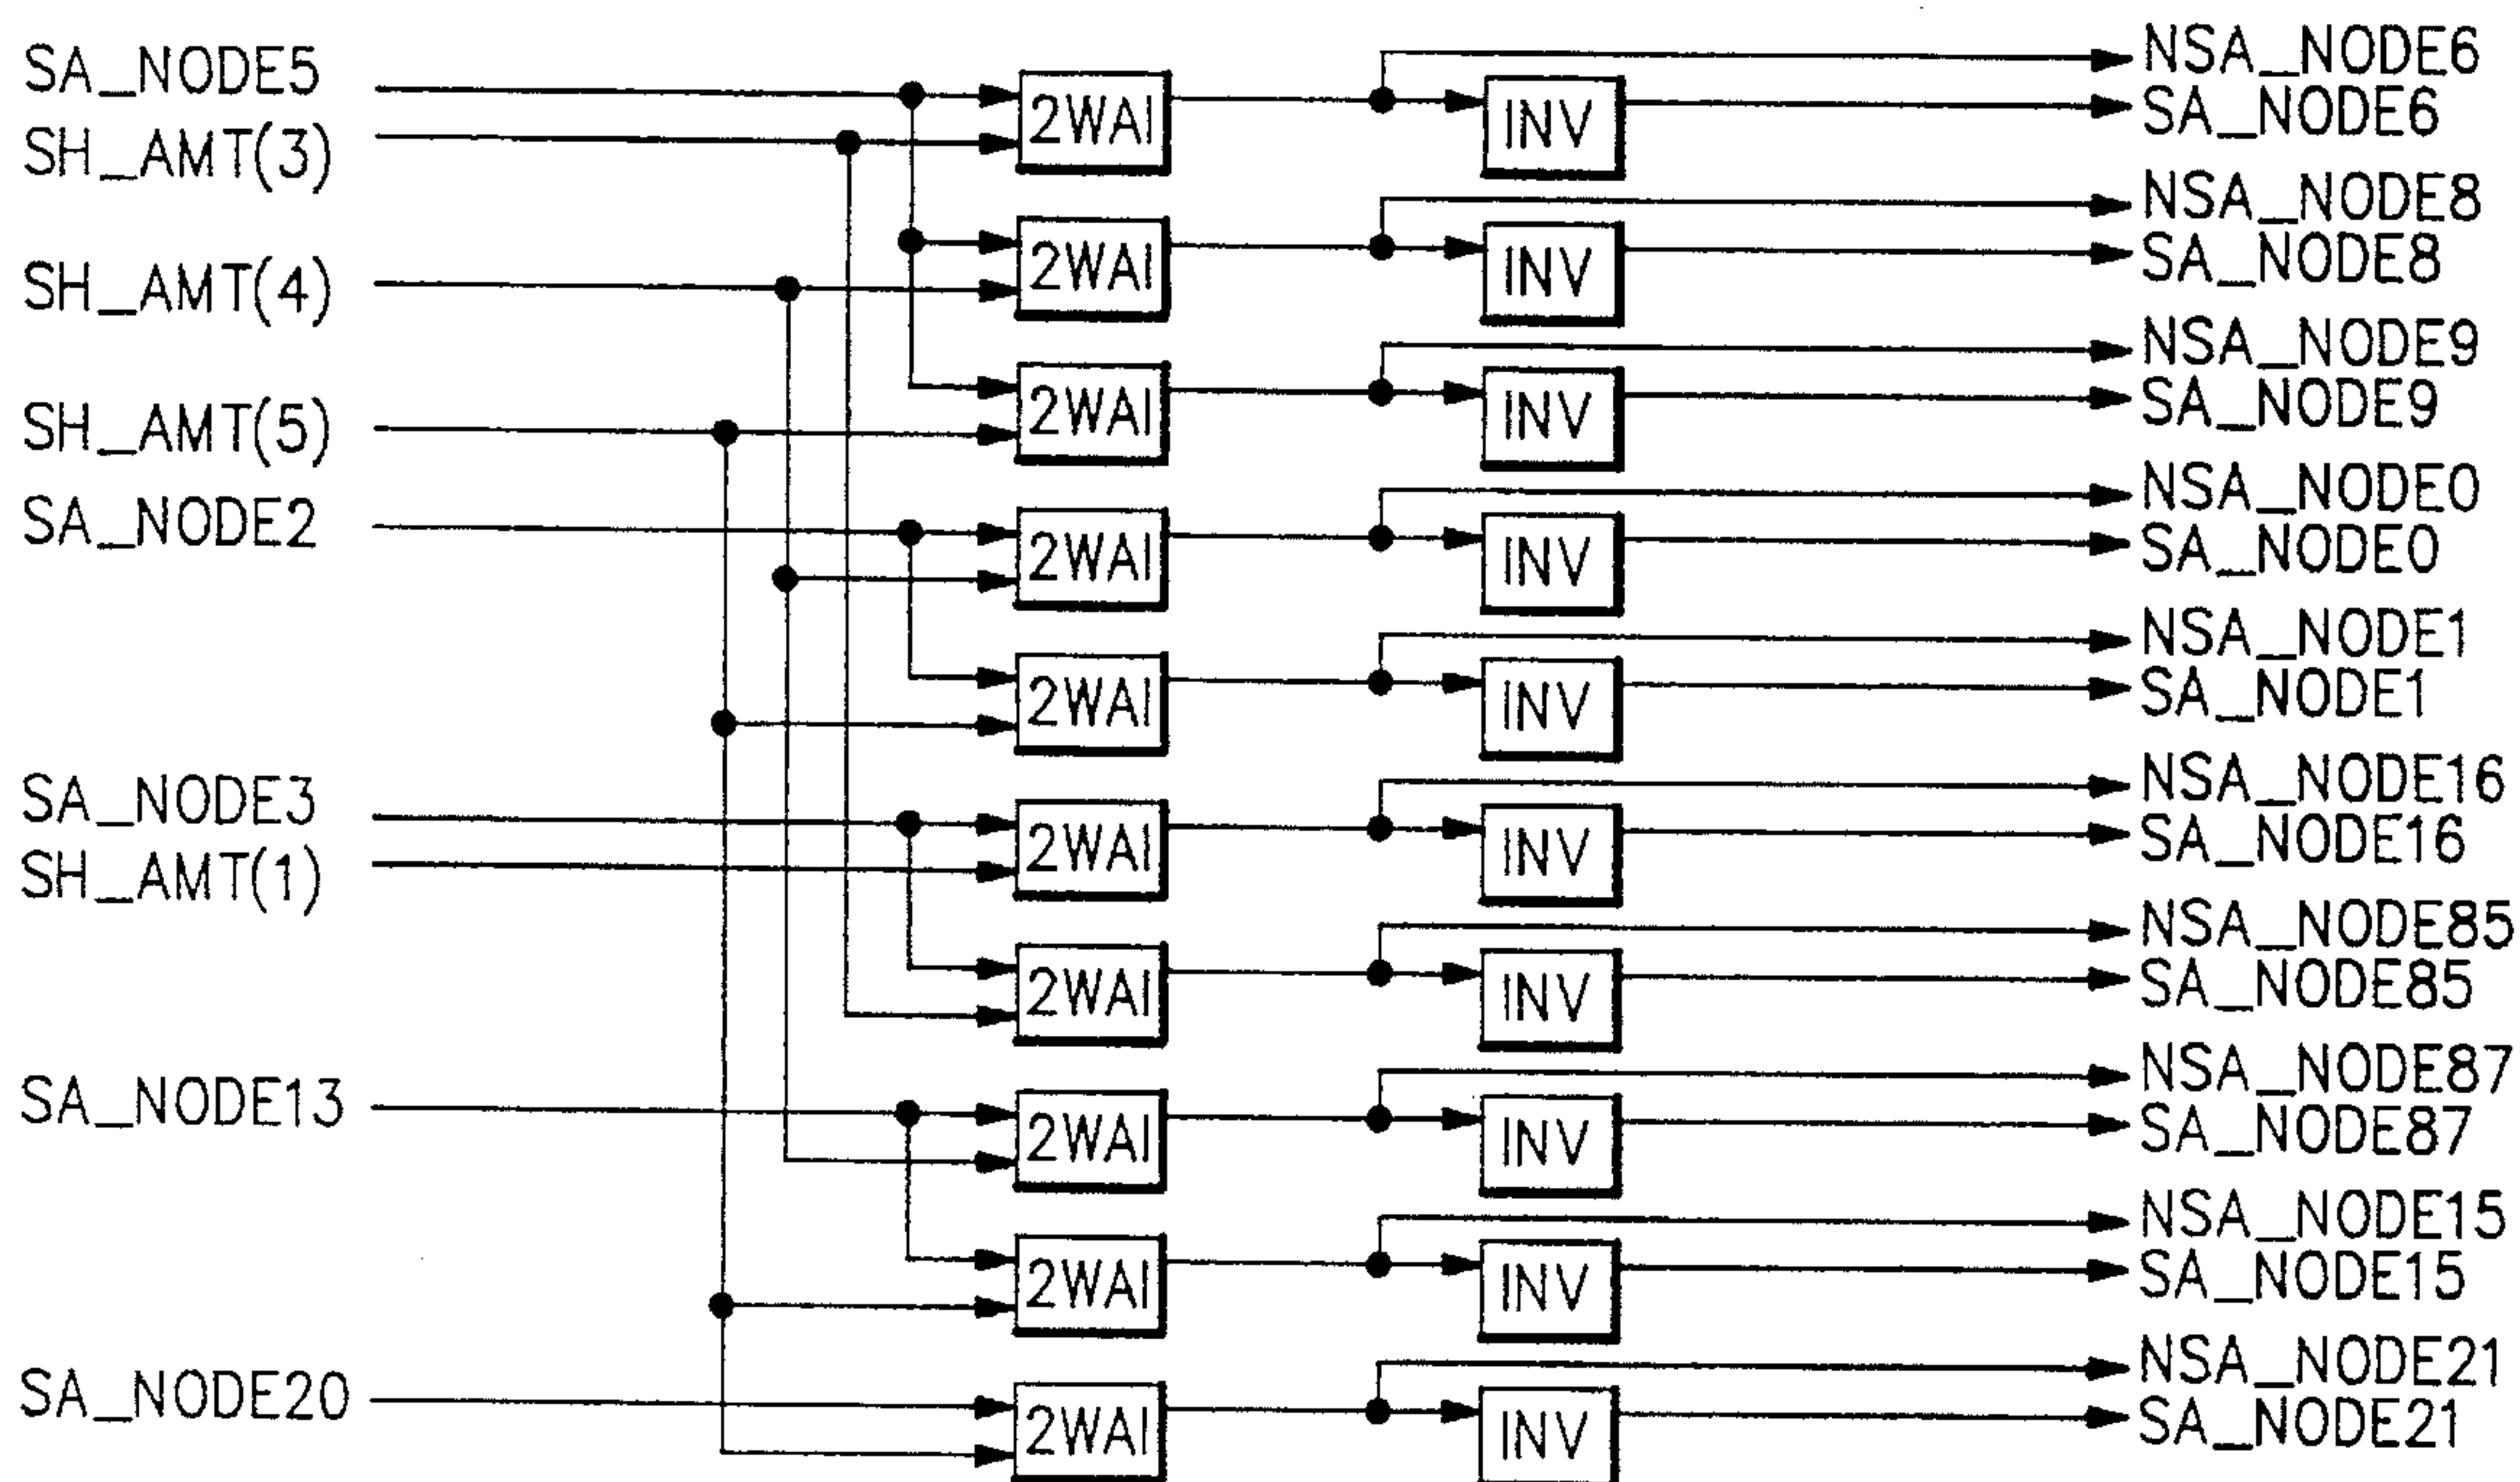 SA_NODE5
SH_AMT(3)
SH_AMT(4)
SH_AMT(5)
SA_NODE2
SA_NODE3
SH_AMT(1)
SA_NODE13
SA_NODE20
2WAI
2WAI
2WAI
2WAI
2WAI
2WAI
2WAI
2WAI
2WAI
2WAI
INV
INV
INV
INV
INV
INV
INV
INV
INV
INV
NSA_NODE6
SA_NODE6
NSA_NODE8
SA_NODE8
NSA_NODE9
SA_NODE9
NSA_NODE0
SA_NODE0
NSA_NODE1
SA_NODE1
NSA_NODE16
SA_NODE16
NSA_NODE85
SA_NODE85
NSA_NODE87
SA_NODE87
NSA_NODE15
SA_NODE15
NSA_NODE21
SA_NODE21